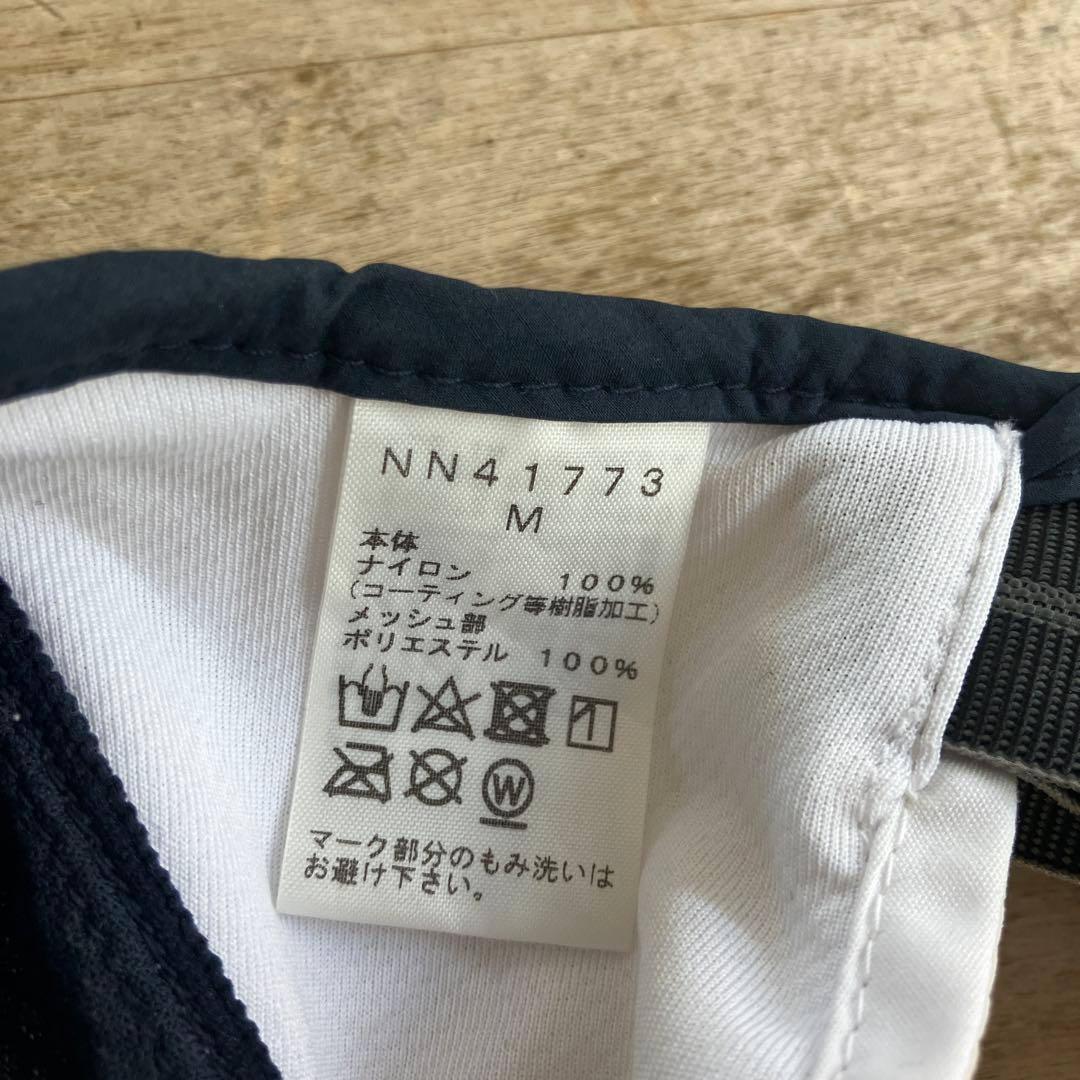 NN41773
M
本体
ナイロン 100%
(コーティング等樹脂加工)
メッシュ部
ポリエステル 100%
W
マーク部分のもみ洗いは
お避け下さい。